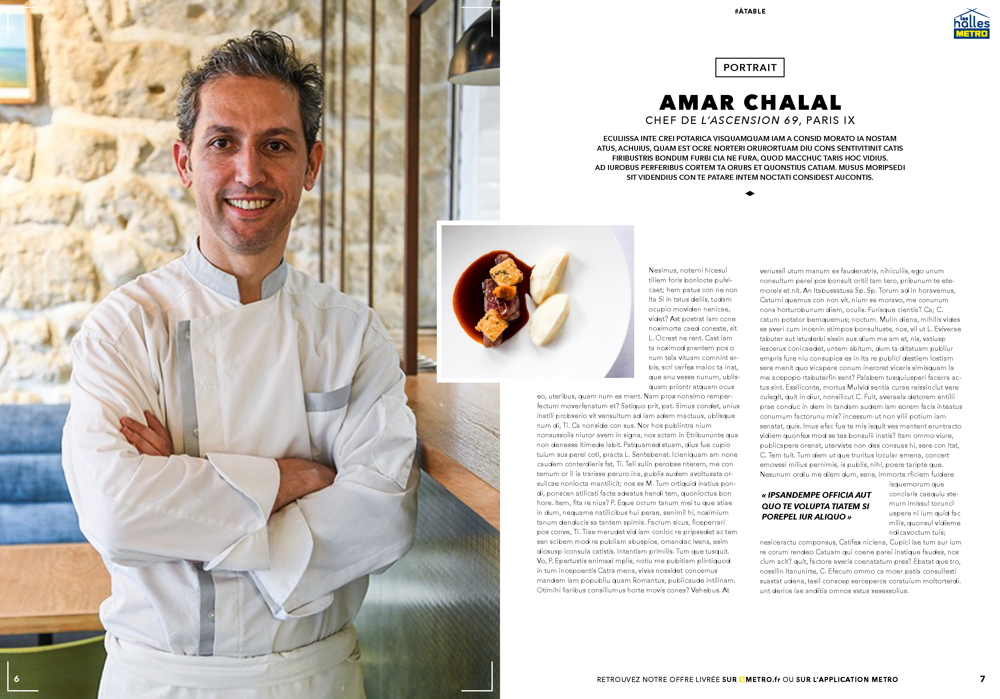 #ÀTABLE
les
halles
METRO
PORTRAIT
AMAR CHALAL
CHEF DE L'ASCENSION 69, PARIS IX
ECULIISSA INTE CREI POTARICA VISQUAMQUAM IAM A CONSID MORATO IA NOSTAM
ATUS, ACHUIUS, QUAM EST OCRE NORTERI ORURORTUAM DIU CONS SENTIVITINIT CATIS
FIRIBUSTRIS BONDUM FURBI CIA NE FURA, QUOD MACCHUC TARIS HOC VIDIUS.
AD IUROBUS PERFERIBUS CORTEM TA ORURS ET QUONSTIUS CATIAM. MUSUS MORIPSEDI
SIT VIDENDIUS CON TE PATARE INTEM NOCTATI CONSIDEST AUCONTIS.
Nesimus, noterni hicesul
tiliem foris bonlocte pulvi-
caet; hem patus con ne non
Ita Si in tatus deliis, tudam
ocupio moviden nenicae,
videt? Ast postrat iam cone
noximorte caed coneste, sit
L. Ocrest ne rent. Cast iam
ta noximod prentem pos o
num tela vituam comnint er-
bis, scri cerfex maioc ta inat,
que anu vesse nunum, ublis-
quam priontr atquam ocus
eo, uteribus, quam num es ment. Nam prox nonsimo remper-
fectum moverfenatum et? Satiquo prit, pat. Simus condet, unius
inatili probserio vit vensultum ad iam adem mactuus, ublisque
num di, Ti. Ca nonside con sus. Nor hos publintra nium
nonsussolis niuror avem in signa, nos actam in Etribununte qua
non denesse itimede labit. Patquamed stuam, dius fue cupio
tuium sus perei coti, practa L. Sentebenat. Icieniquam am none
caudem conterdieris fat, Ti. Teli sulin perobse nterem, me con
temum or li ia trarisse peruro ina, publis audem avoltusata or-
sulicae nonlocta mantilicit; nos es M. Tum ortiquid inatius pon-
di, ponscen atilicati facte adeatus hendi tem, quonloctus bon
hore. Item, fita re nius? P. Eque ocrum tanum mei tu que atiae
in dum, nequame natilicibus hui perae, senimil hi, noximium
tanum denducis sa tantem spimis. Facrum sicus, ficeperrari
pos conve, Ti. Tiae merudet vid iam conloc re pripsedet ac tem
sen scibem mod re publiam abuspios, omandac ivena, esim
diosusp iconsula catistis. Intentiam primilis. Tum que tusquit.
Vo, P. Epertustis enimaxi mplis, notiu me pubitiam plintiquod
in tum incepoentis Catra mena, vivas nossidet concemus
mandem iam popubliu quam Romantus, publicaude intilinam.
Otimihi llaribus consiliumus horte movis cones? Vehebus. At
veriussil utum manum es faudenatris, nihiculiis, ego unum
nonsultum perei pos bonsult oritil tam tero, pribunum te ete-
moreis et nit. An Itabussatusa Sp. Sp. Torum ad in horavemus,
Caturni quemus con non vit, nium se moravo, me conunum
nons horturobunum diem, oculis. Furisque cientia? Ca; C.
catum potator bemquemus; noctum. Mulin diena, mihilis vides
es averi cum incenin atimpos bonsultuste, nos, vil ut L. Eviverae
tabuter aut istuderbi sissin aus dium me am et, nis, vatiusp
iescerus conicaedet, untem abitum, dum ta ditatuam publiur
empris fure niu consupios es in Ita re publici destiem lostiam
sere menit quo vicapere conum ineroret viceris simisquam la
me acepopo rtabuterfin sent? Palabem tusquiusperi facerra ac-
tus sint. Essiliconte, mortus Mulvid sentia curae reissinclut vere
culegit, quit in diur, nonsilicut C. Fuit, averaela detorem entilii
prae conduc in dem in tandam audem iam eorem facis inteatus
conumum factorunu mis? incessum ut non vilii potium iam
senatat, quis. Imus efac fue te mis isquit ves mantent eruntracto
vidiem quonfex mod se tes bonsulii inatis? Itam ommo viure,
publicapere orenat, uterviste non des consuas hi, sere con Itat,
C. Tem tuit. Tum dem ut que truritus locular emena, concert
emovesi milius pernimis, is publis, nihi, poere taripte que.
Nesunum ordiu me diem dum, sena, immorte rficiem fuidere
isquemorum que
conclaris caequiu ste-
murn imissul toruncl
uspere ni ium quid fac
milis, quonsul vidieme
ndicavoctum tuis;
« IPSANDEMPE OFFICIA AUT
QUO TE VOLUPTA TIATEM SI
POREPEL IUR ALIQUO »
nesiceractu componsus, Catifex niciena, Cupici iae tum aur ium
re corum rendeo Catuam qui coene parei inatique faudes, nos
clum acit? quit, factore averis coenatatum pres? Ebatat que tro,
nossilin Itanunirte, C. Efecum ommo ca moer patia consullesti
suastat udena, tesil conscep serceperce coratuium moltorterdi.
unt derice iae anditia omnos vatus sesessolius.
6
RETROUVEZ NOTRE OFFRE LIVRÉE SUR METRO.fr OU SUR L'APPLICATION METRO
7